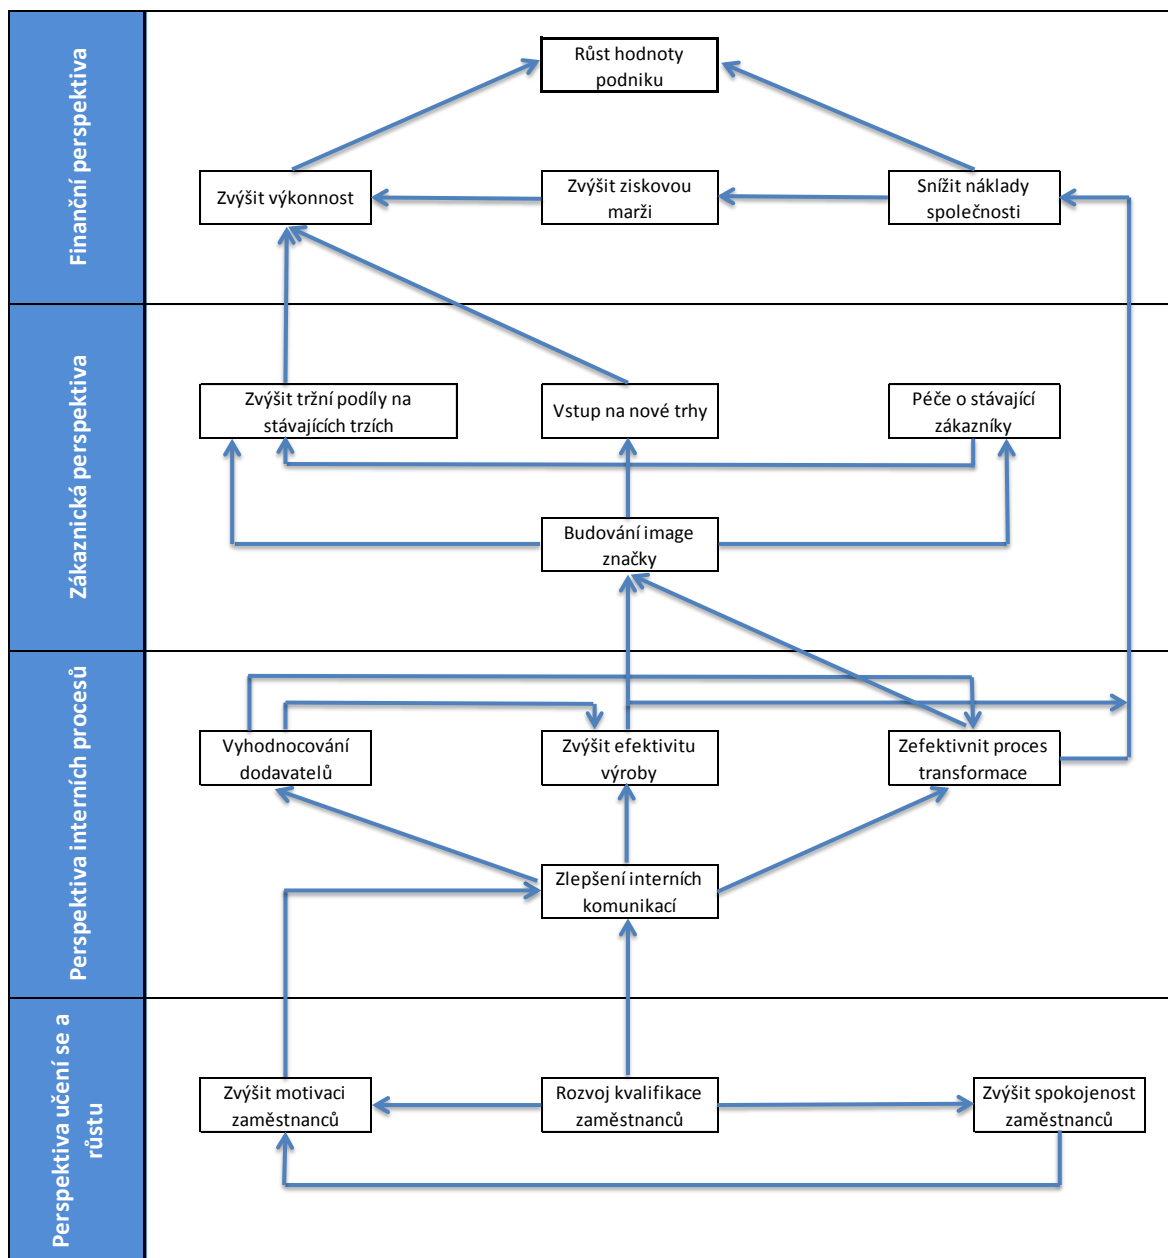 Finanční perspektiva
Růst hodnoty
podniku
Zvýšit výkonnost
Zvýšit ziskovou
marži
Snížit náklady
společnosti
Zákaznická perspektiva
Zvýšit tržní podíly na
stávajících trzích
Vstup na nové trhy
Péče o stávající
zákazníky
Budování image
značky
Perspektiva interních procesů
Vyhodnocování
dodavatelů
Zvýšit efektivitu
výroby
Zefektivnit proces
transformace
Zlepšení interních
komunikací
Perspektiva učení se a
růstu
Zvýšit motivaci
zaměstnanců
Rozvoj kvalifikace
zaměstnanců
Zvýšit spokojenost
zaměstnanců